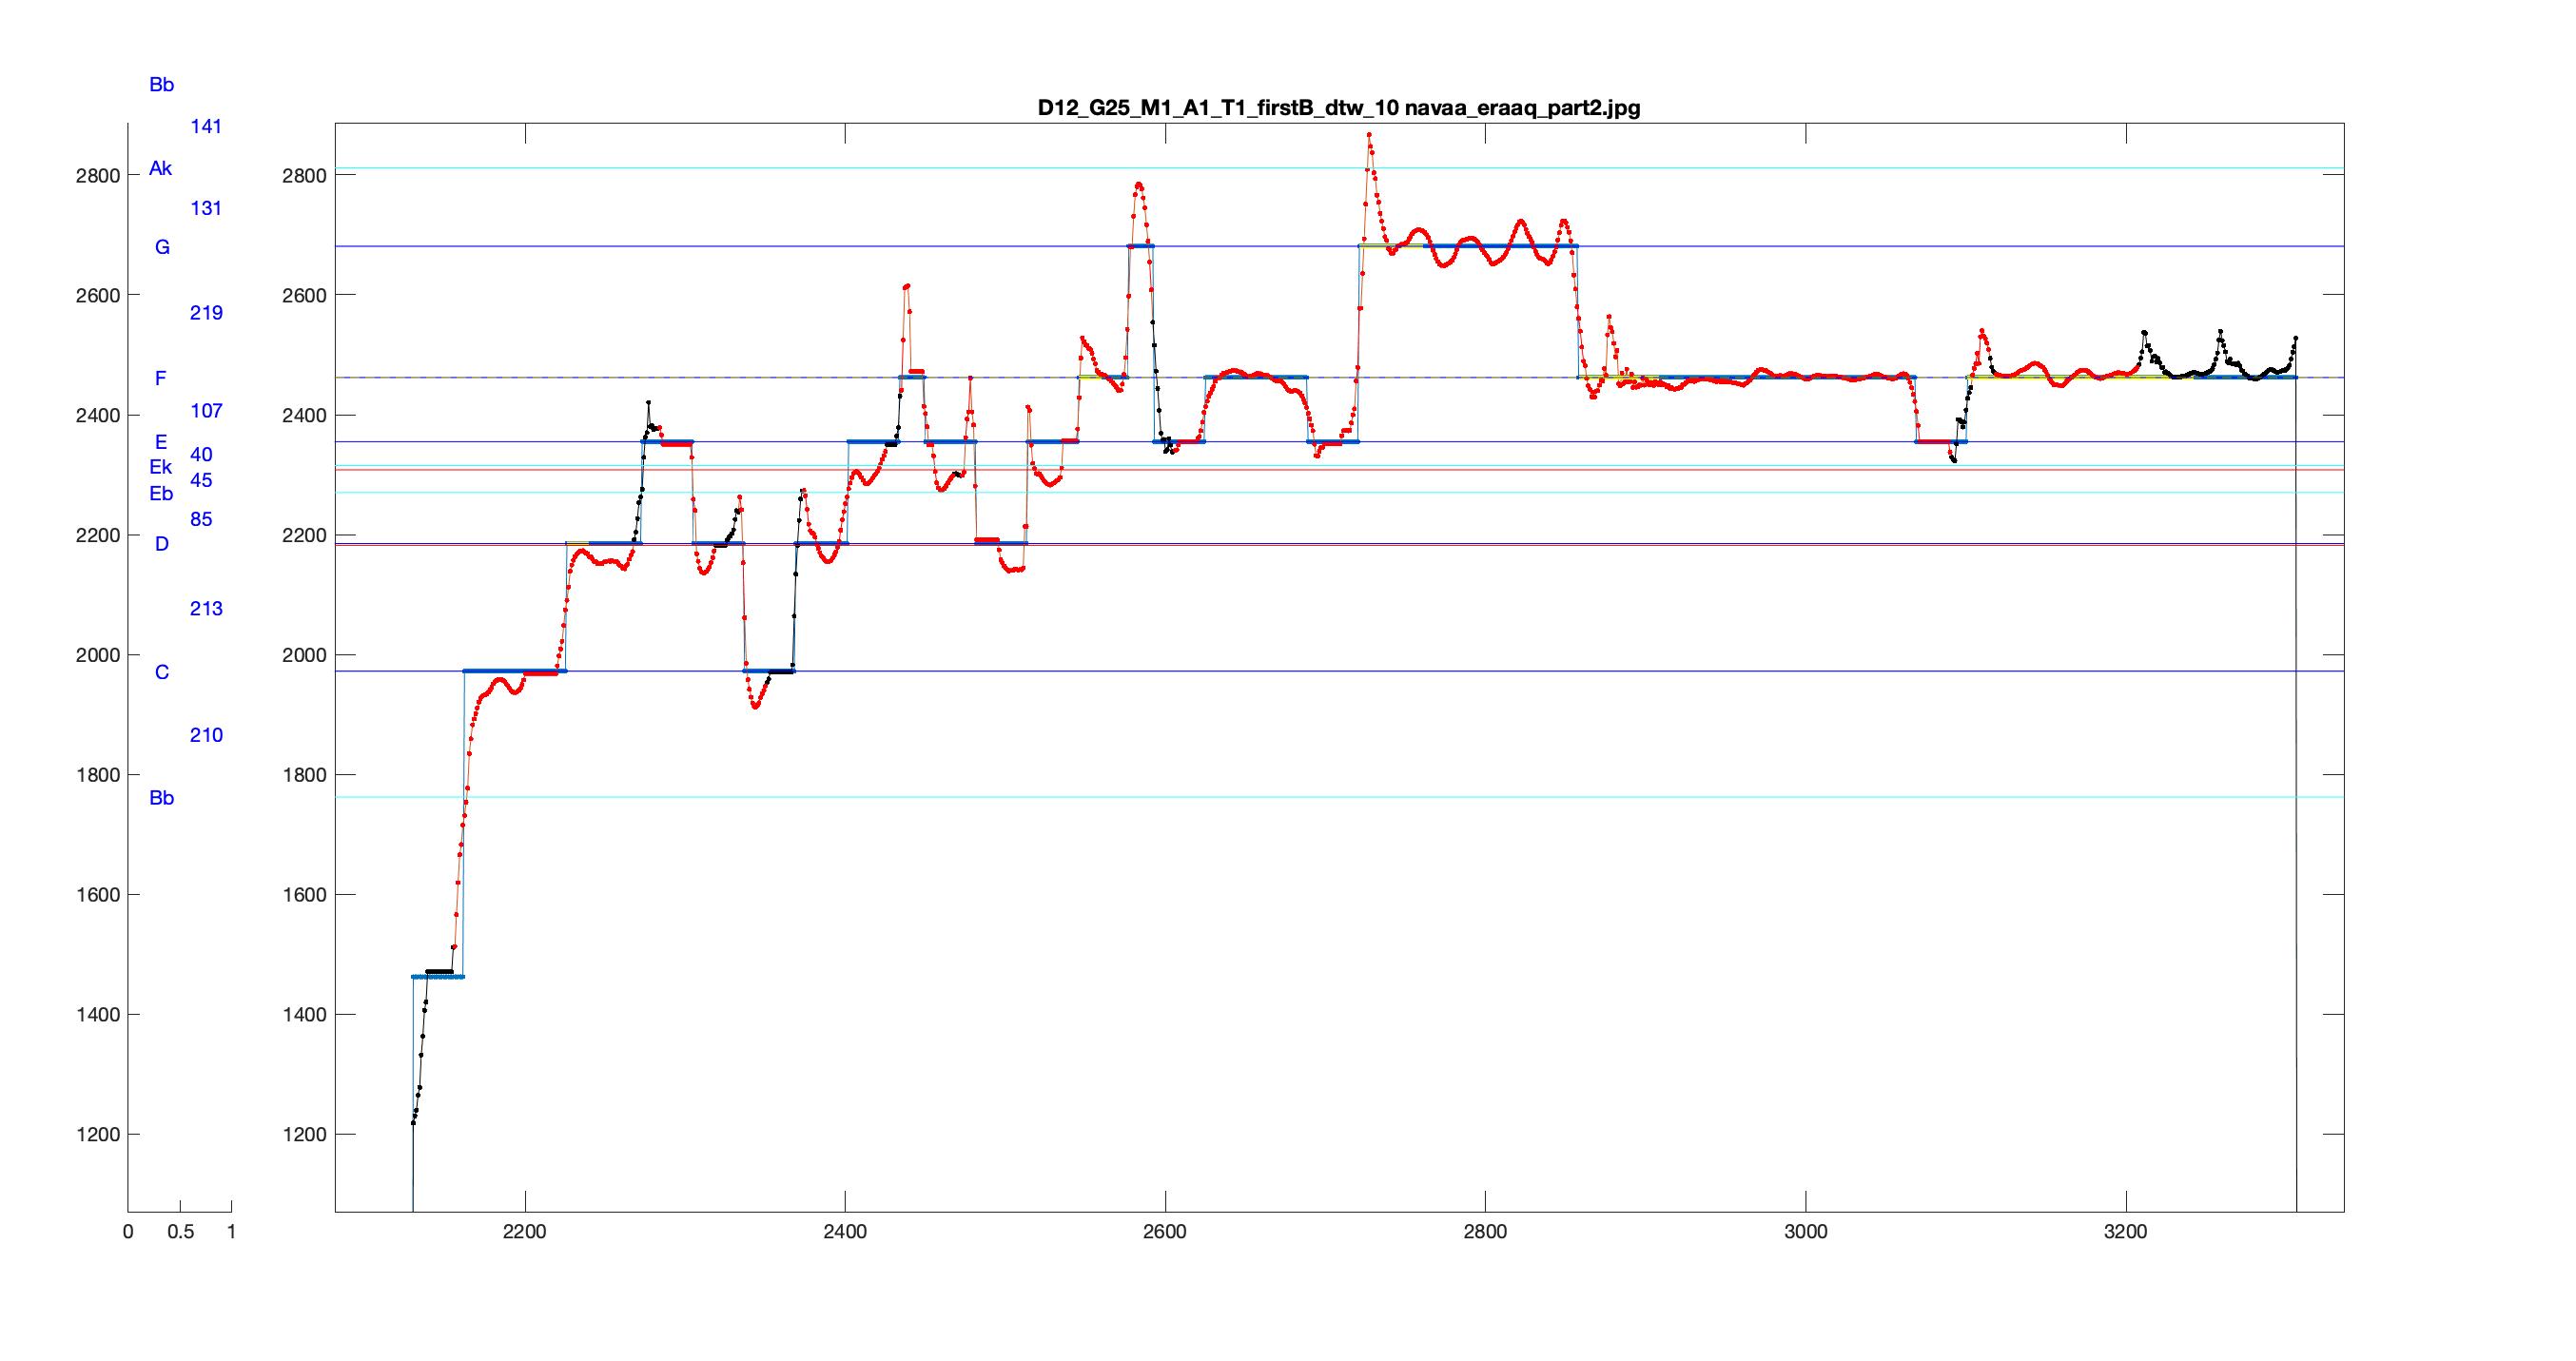 D12_G25_M1_A1_T1_firstB_dtw_10 navaa_eraaq_part2.jpg
Bb
141
2800 Ak 2800
131
G
2600 2600
219
F
2400 107 2400
E
40
Ek
45
Eb
85
2200 D 2200
213
2000 C 2000
210
1800 1800
Bb
1600 1600
1400 1400
1200 1200
0 0.5 1 2200 2400 2600 2800 3000 3200